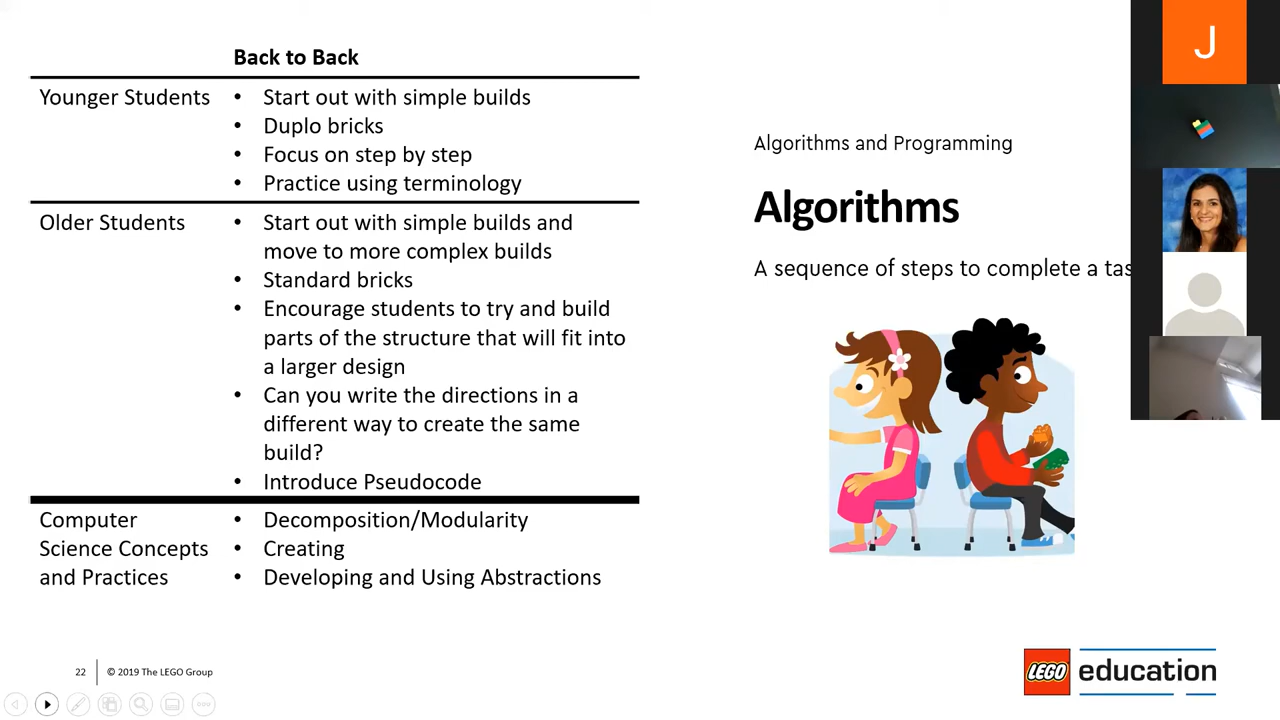 Back to Back
Younger Students
• Start out with simple builds
• Duplo bricks
• Focus on step by step
• Practice using terminology
Older Students
• Start out with simple builds and
move to more complex builds
• Standard bricks
• Encourage students to try and build
parts of the structure that will fit into
a larger design
• Can you write the directions in a
different way to create the same
build?
• Introduce Pseudocode
Computer
Science Concepts
and Practices
• Decomposition/Modularity
• Creating
• Developing and Using Abstractions
Algorithms and Programming
Algorithms
A sequence of steps to complete a tas
J
22
© 2019 The LEGO Group
LEGO education